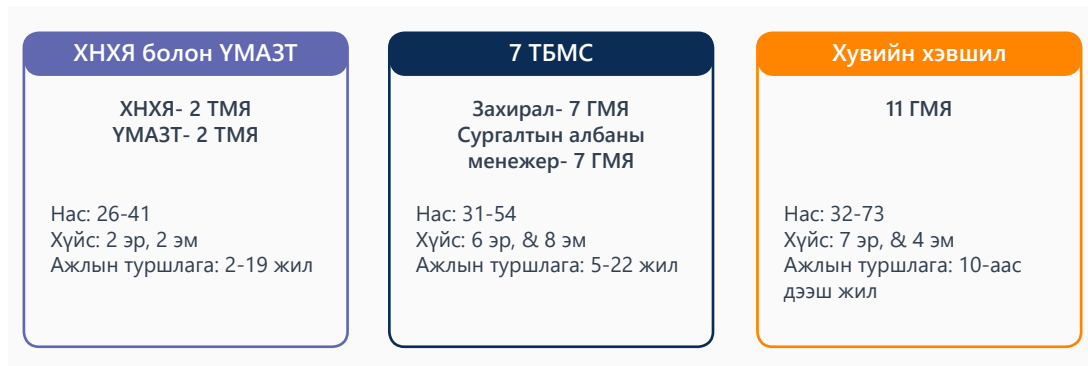 ХНХЯ болон ҮМАЗТ
ХНХЯ- 2 ТМЯ
ҮМАЗТ- 2 ТМЯ
Нас: 26-41
Хүйс: 2 эр, 2 эм
Ажлын туршлага: 2-19 жил
7 ТБМС
Захирал- 7 ГМЯ
Сургалтын албаны
менежер- 7 ГМЯ
Нас: 31-54
Хүйс: 6 эр, & 8 эм
Ажлын туршлага: 5-22 жил
Хувийн хэвшил
11 ГМЯ
Нас: 32-73
Хүйс: 7 эр, & 4 эм
Ажлын туршлага: 10-аас
дээш жил